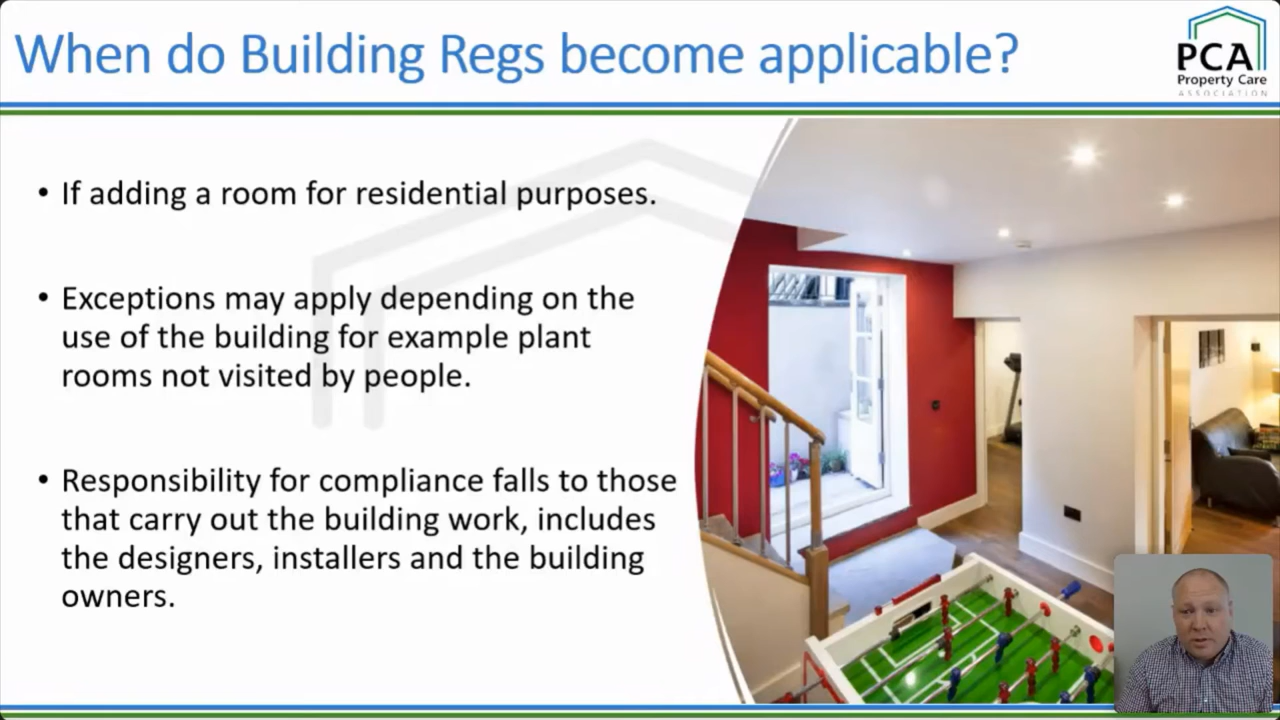 When do Building Regs become applicable?
PCA
Property Care
ASSOCIATION
• If adding a room for residential purposes.
• Exceptions may apply depending on the
use of the building for example plant
rooms not visited by people.
• Responsibility for compliance falls to those
that carry out the building work, includes
the designers, installers and the building
owners.